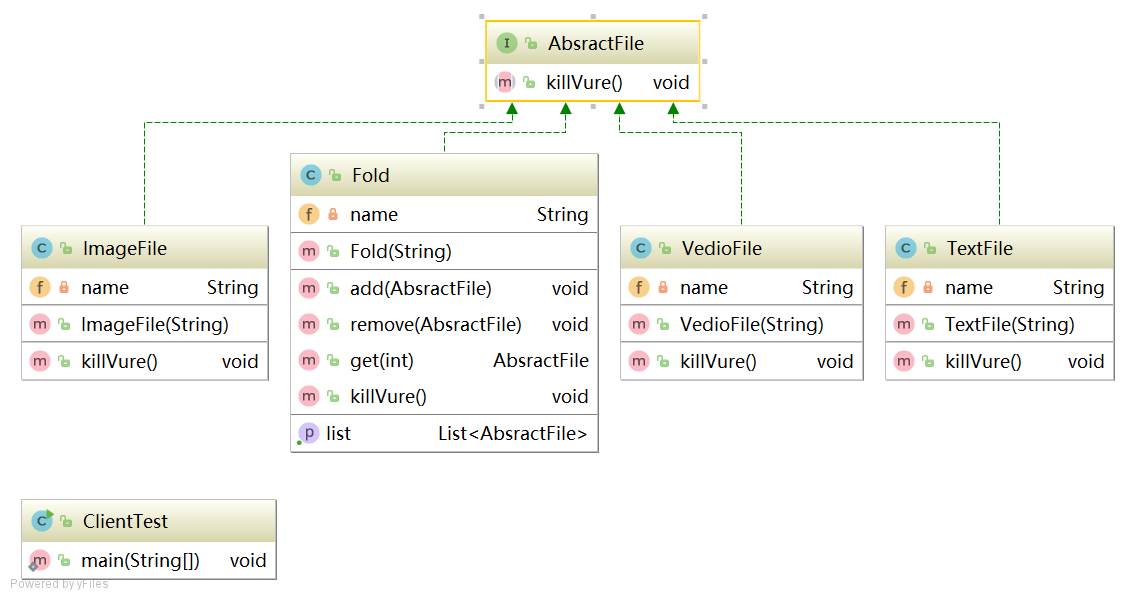 I AbsractFile
m killVure() void
C Fold
f name String
m Fold(String)
m add(AbsractFile) void
m remove(AbsractFile) void
m get(int) AbsractFile
m killVure() void
p list List<AbsractFile>
C ImageFile
f name String
m ImageFile(String)
m killVure() void
C VedioFile
f name String
m VedioFile(String)
m killVure() void
C TextFile
f name String
m TextFile(String)
m killVure() void
C ClientTest
m main(String[]) void
Powered by yFiles